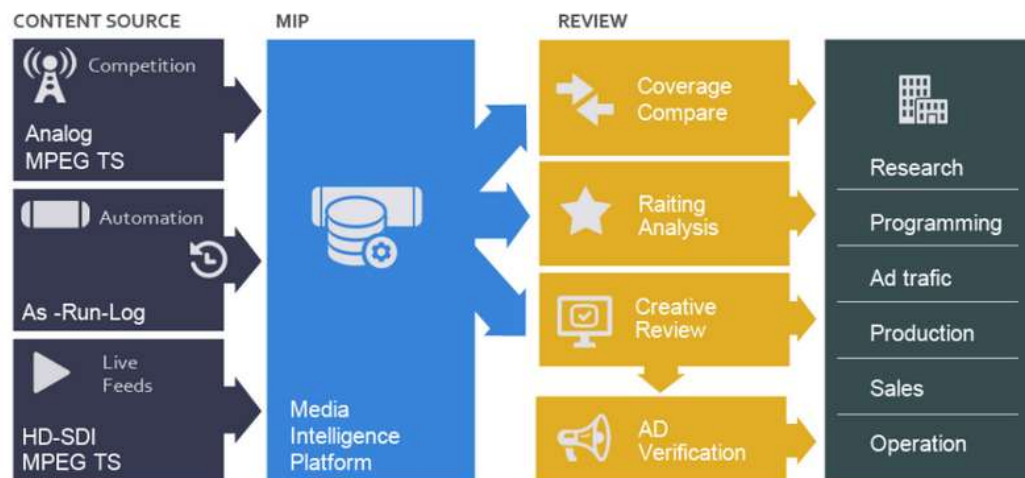 CONTENT SOURCE
MIP
REVIEW
Competition
Analog
MPEG TS
Automation
As -Run-Log
Live
Feeds
HD-SDI
MPEG TS
Media
Intelligence
Platform
Coverage
Compare
Raiting
Analysis
Creative
Review
AD
Verification
Research
Programming
Ad trafic
Production
Sales
Operation